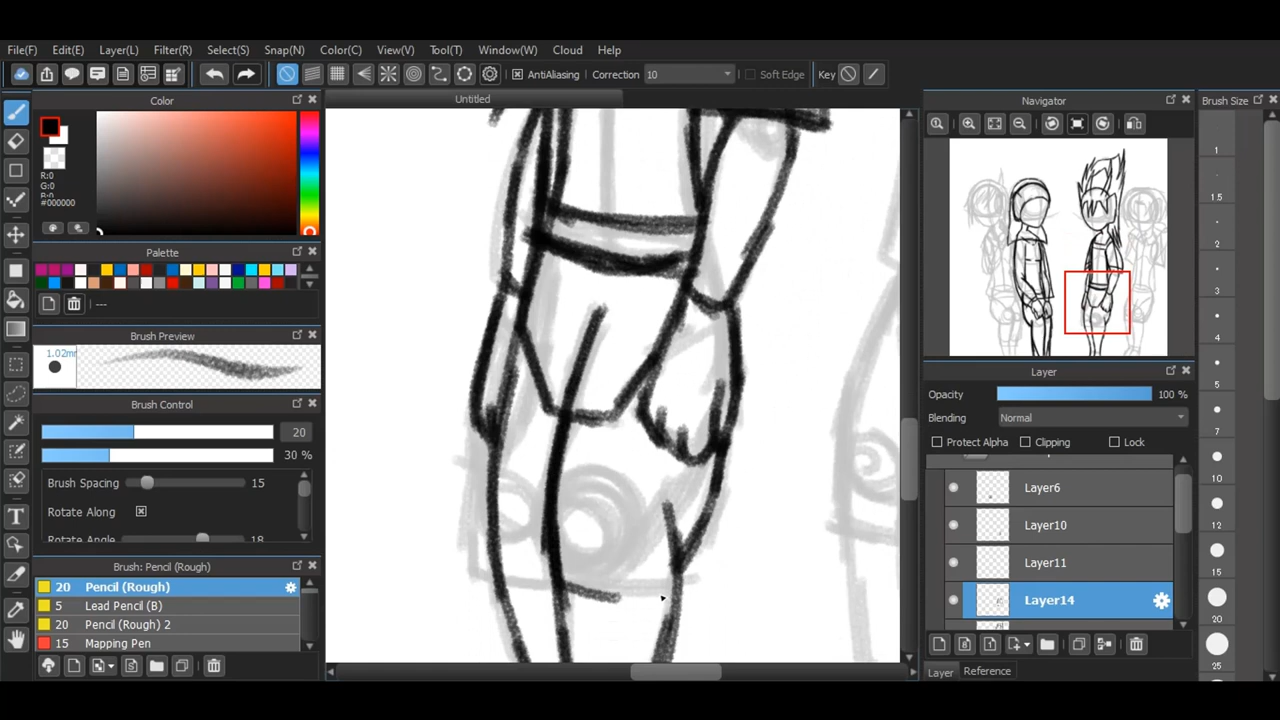 File(F) Edit(E) Layer(L) Filter(R) Select(S) Snap(N) Color(C) View(V) Tool(T) Window(W) Cloud Help
AntiAliasing Correction 10 Soft Edge Key
Color
Untitled
Navigator
Brush Size
R:0
G:0
B:0
#000000
Palette
---
Brush Preview
1.02mm
Brush Control
20
30 %
Brush Spacing 15
Rotate Along
Rotate Angle 18
Brush: Pencil (Rough)
20 Pencil (Rough)
5 Lead Pencil (B)
20 Pencil (Rough) 2
15 Mapping Pen
Layer
Opacity 100 %
Blending Normal
Protect Alpha Clipping Lock
Layer6
Layer10
Layer11
Layer14
Layer Reference
1
1.5
2
3
4
5
7
10
12
15
20
25